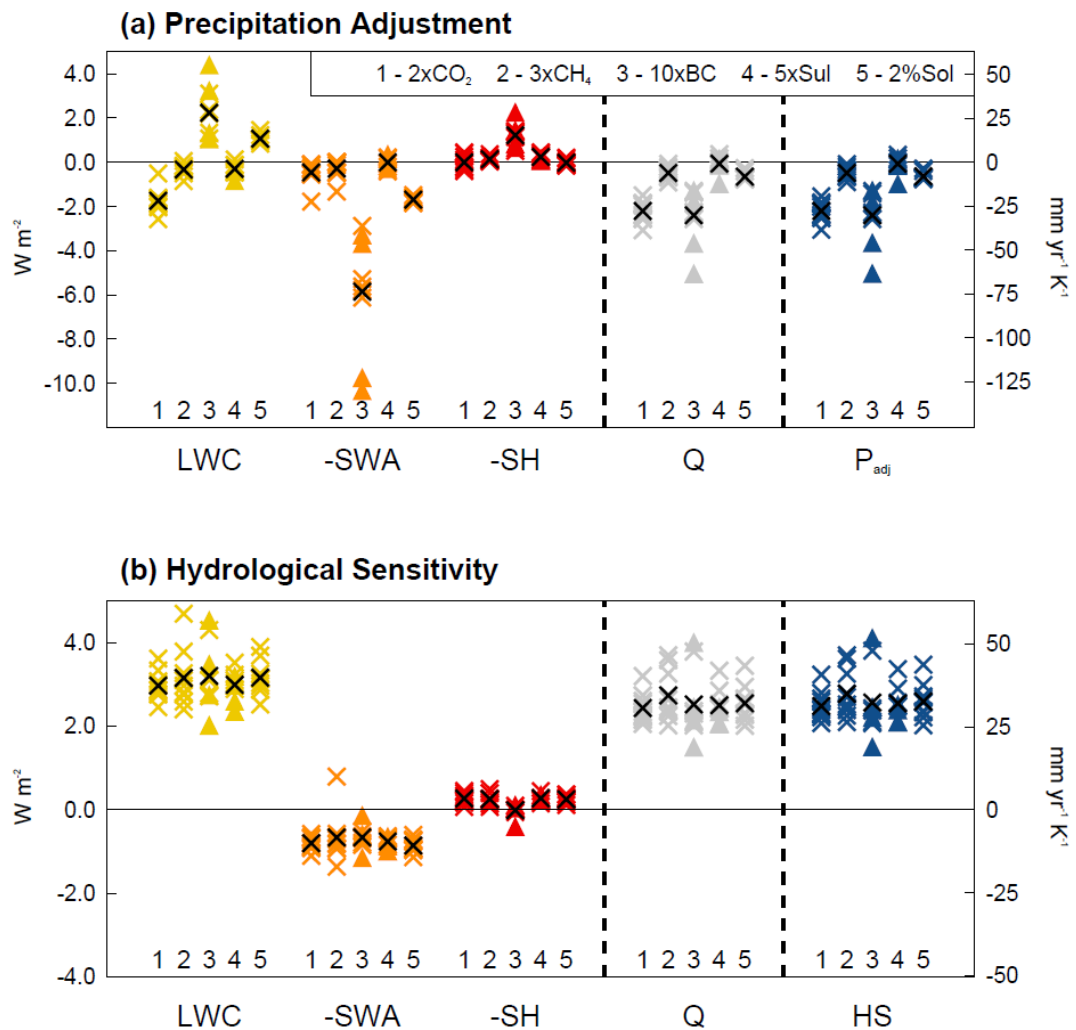 (a) Precipitation Adjustment
1 - 2xCO₂ 2 - 3xCH₄ 3 - 10xBC 4 - 5xSul 5 - 2%Sol
4.0
2.0
0.0
-2.0
-4.0
-6.0
-8.0
-10.0
W m⁻²
50
25
0
-25
-50
-75
-100
-125
mm yr⁻¹ K⁻¹
1 2 3 4 5 1 2 3 4 5 1 2 3 4 5 1 2 3 4 5 1 2 3 4 5
LWC -SWA -SH Q P_adj
(b) Hydrological Sensitivity
4.0
2.0
0.0
-2.0
-4.0
W m⁻²
50
25
0
-25
-50
mm yr⁻¹ K⁻¹
1 2 3 4 5 1 2 3 4 5 1 2 3 4 5 1 2 3 4 5 1 2 3 4 5
LWC -SWA -SH Q HS